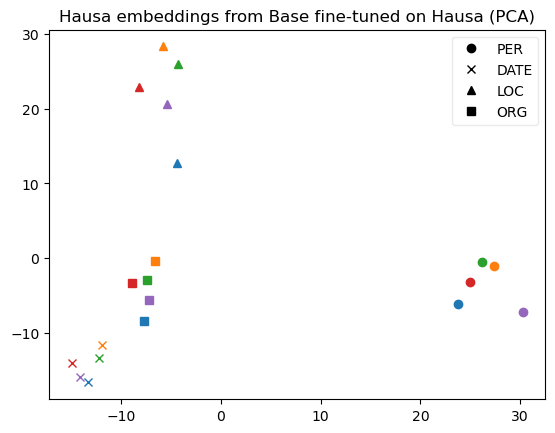 Hausa embeddings from Base fine-tuned on Hausa (PCA)
PER
DATE
LOC
ORG
30
20
10
0
−10
−10
0
10
20
30